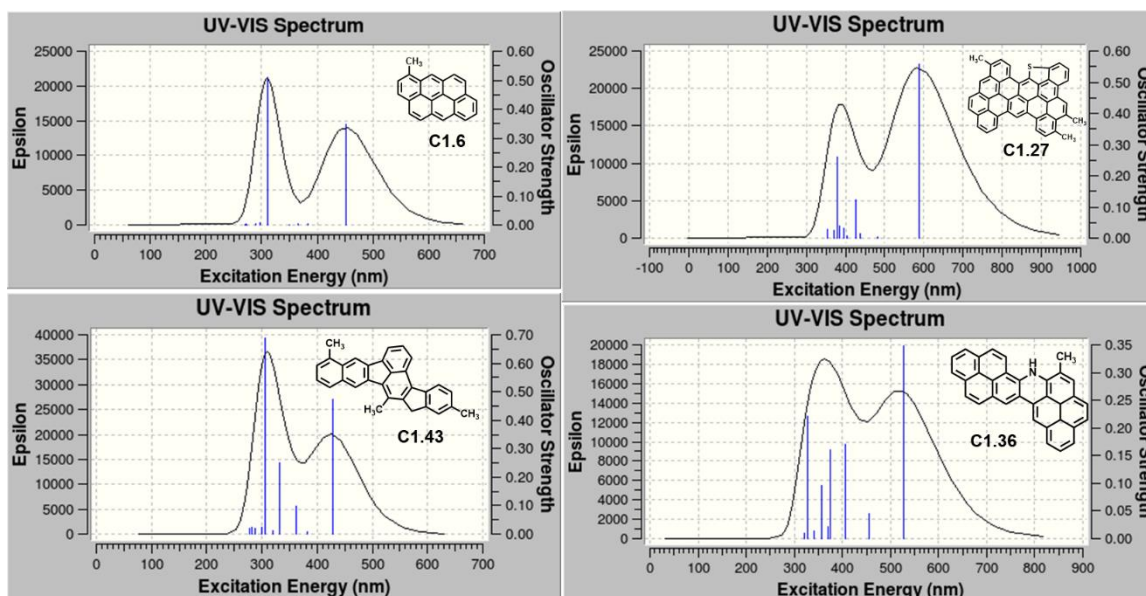 UV-VIS Spectrum
Epsilon
25000
20000
15000
10000
5000
0
0 100 200 300 400 500 600 700
Excitation Energy (nm)
0.60
0.50
0.40
0.30
0.20
0.10
0.00
Oscillator Strength
CH₃
C1.6
UV-VIS Spectrum
Epsilon
25000
20000
15000
10000
5000
0
-100 0 100 200 300 400 500 600 700 800 900 1000
Excitation Energy (nm)
0.60
0.50
0.40
0.30
0.20
0.10
0.00
Oscillator Strength
H₃C
S
CH₃
CH₃
C1.27
UV-VIS Spectrum
Epsilon
40000
35000
30000
25000
20000
15000
10000
5000
0
0 100 200 300 400 500 600 700
Excitation Energy (nm)
0.70
0.60
0.50
0.40
0.30
0.20
0.10
0.00
Oscillator Strength
CH₃
CH₃
CH₃
C1.43
UV-VIS Spectrum
Epsilon
20000
18000
16000
14000
12000
10000
8000
6000
4000
2000
0
0 100 200 300 400 500 600 700 800 900
Excitation Energy (nm)
0.35
0.30
0.25
0.20
0.15
0.10
0.05
0.00
Oscillator Strength
H
N
CH₃
C1.36